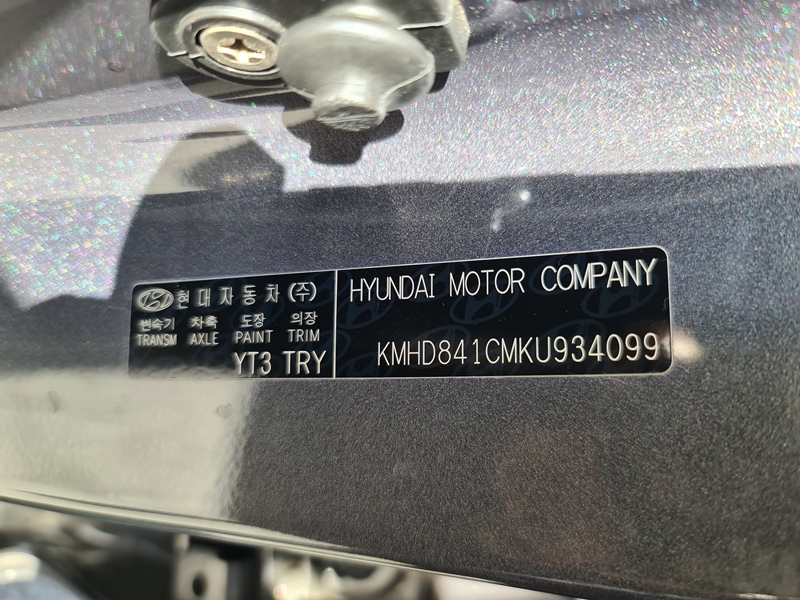 현대자동차(주)
변속기 차축 도장 의장
TRANSM AXLE PAINT TRIM
YT3 TRY
HYUNDAI MOTOR COMPANY
KMHD841CMKU934099